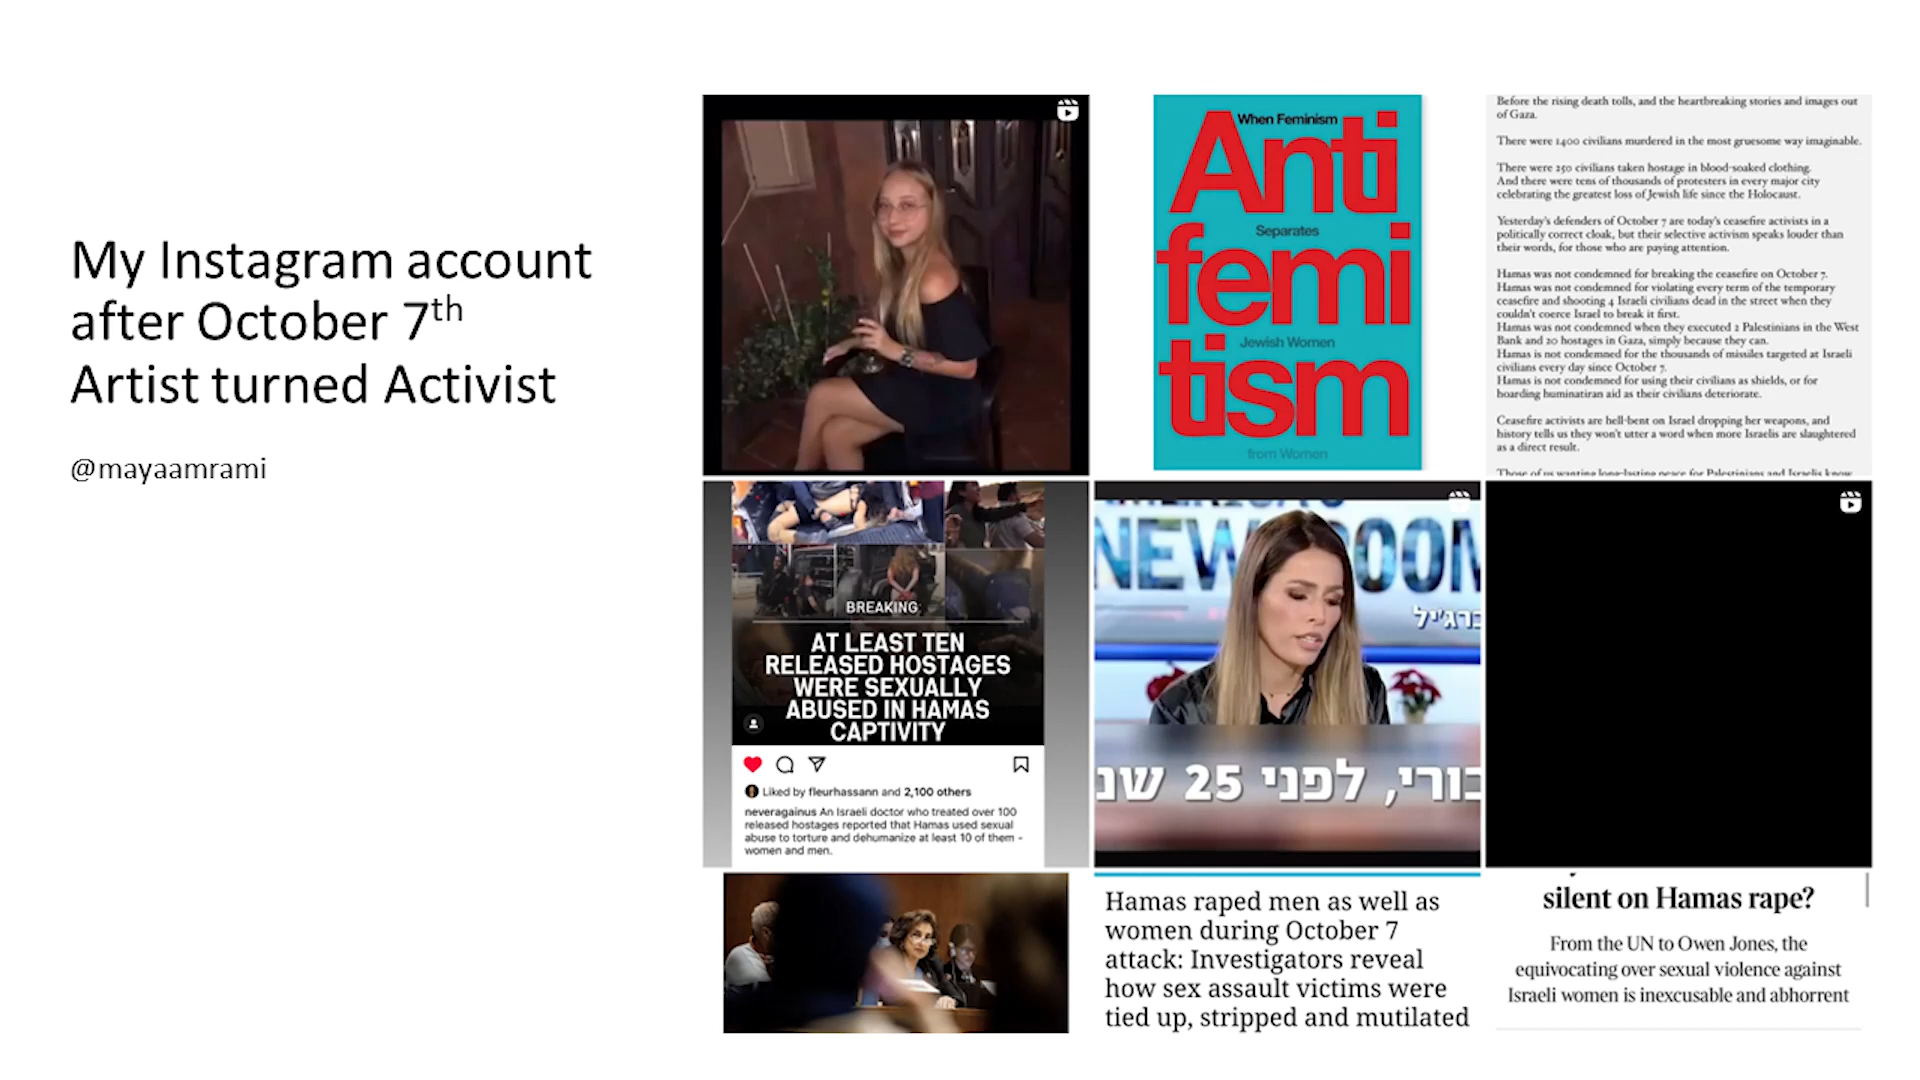 My Instagram account
after October 7th
Artist turned Activist
@mayaamrami
When Feminism
Anti
Separates
femi
Jewish Women
tism
from Women
Before the rising death tolls, and the heartbreaking stories and images out
of Gaza.
There were 1400 civilians murdered in the most gruesome way imaginable.
There were 250 civilians taken hostage in blood-soaked clothing.
And there were tens of thousands of protesters in every major city
celebrating the greatest loss of Jewish life since the Holocaust.
Yesterday's defenders of October 7 are today's ceasefire activists in a
politically correct cloak, but their selective activism speaks louder than
their words, for those who are paying attention.
Hamas was not condemned for breaking the ceasefire on October 7.
Hamas was not condemned for violating every term of the temporary
ceasefire and shooting 4 Israeli civilians dead in the street when they
couldn't coerce Israel to break it first.
Hamas was not condemned when they executed 2 Palestinians in the West
Bank and 20 hostages in Gaza, simply because they can.
Hamas is not condemned for the thousands of missiles targeted at Israeli
civilians every day since October 7.
Hamas is not condemned for using their civilians as shields, or for
hoarding huminatiran aid as their civilians deteriorate.
Ceasefire activists are hell-bent on Israel dropping her weapons, and
history tells us they won't utter a word when more Israelis are slaughtered
as a direct result.
Those of us wanting long-lasting peace for Palestinians and Israelis know
BREAKING
AT LEAST TEN
RELEASED HOSTAGES
WERE SEXUALLY
ABUSED IN HAMAS
CAPTIVITY
Liked by fleurhassann and 2,100 others
neveragainus An Israeli doctor who treated over 100
released hostages reported that Hamas used sexual
abuse to torture and dehumanize at least 10 of them -
women and men.
NEW ROOM
ברג'יל
בורי, לפני 25 שנ
Hamas raped men as well as
women during October 7
attack: Investigators reveal
how sex assault victims were
tied up, stripped and mutilated
silent on Hamas rape?
From the UN to Owen Jones, the
equivocating over sexual violence against
Israeli women is inexcusable and abhorrent